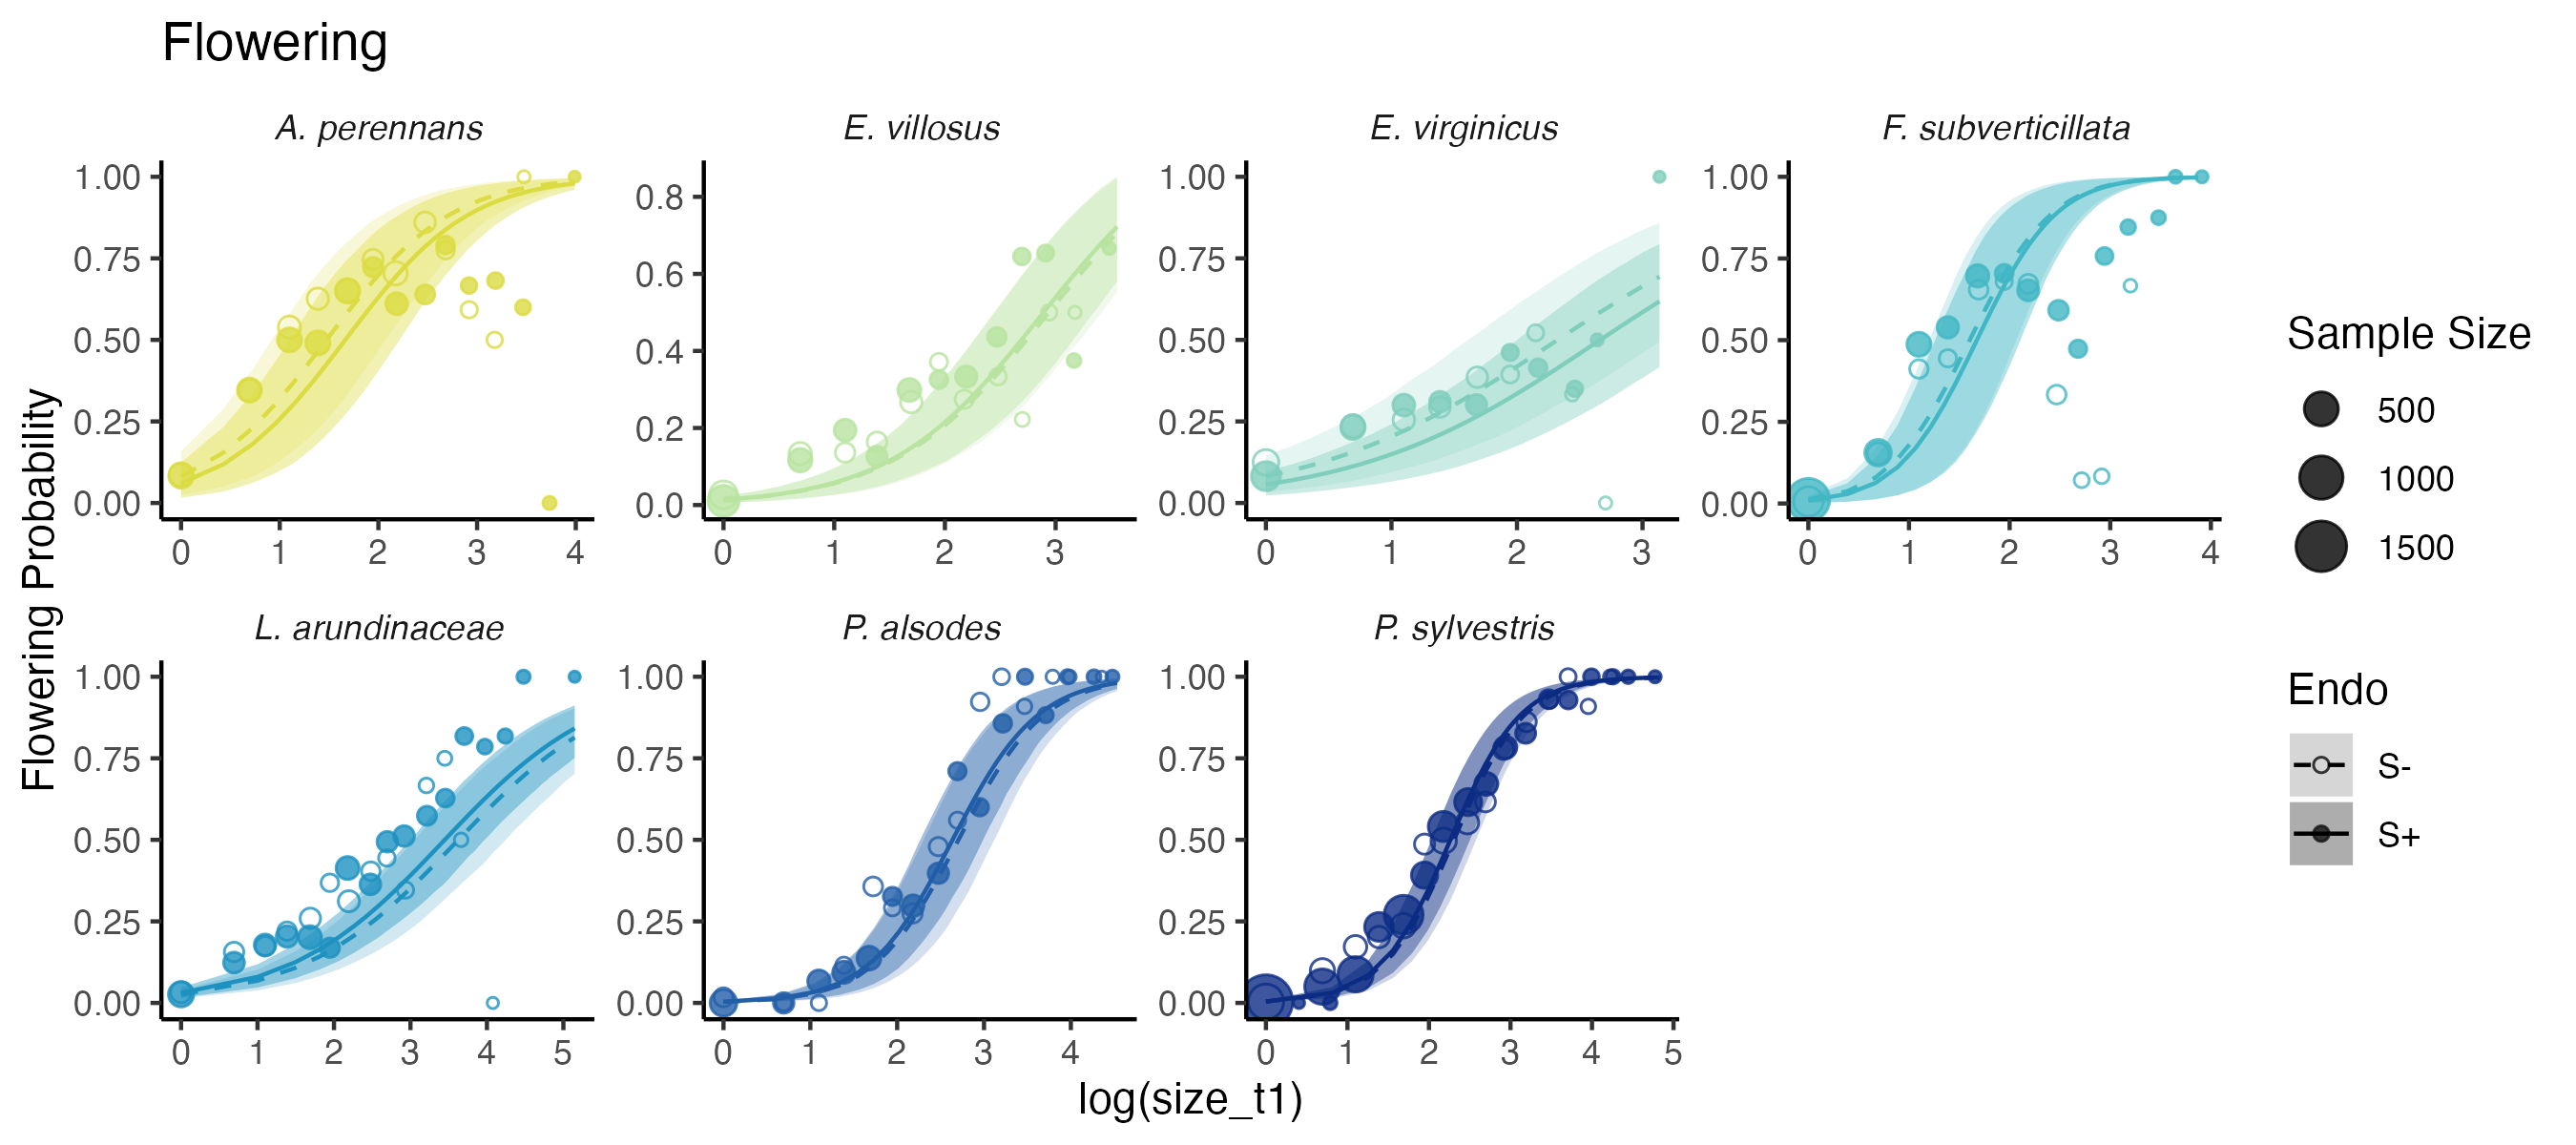 Flowering
A. perennans
E. villosus
E. virginicus
F. subverticillata
1.00
0.75
0.50
0.25
0.00
0.8
0.6
0.4
0.2
0.0
1.00
0.75
0.50
0.25
0.00
1.00
0.75
0.50
0.25
0.00
0 1 2 3 4
0 1 2 3
0 1 2 3
0 1 2 3 4
Flowering Probability
L. arundinaceae
P. alsodes
P. sylvestris
1.00
0.75
0.50
0.25
0.00
1.00
0.75
0.50
0.25
0.00
1.00
0.75
0.50
0.25
0.00
0 1 2 3 4 5
0 1 2 3 4
0 1 2 3 4 5
log(size_t1)
Sample Size
500
1000
1500
Endo
S-
S+